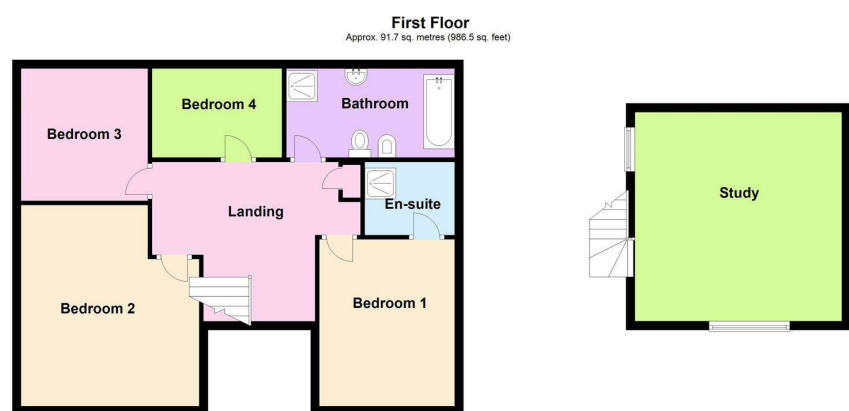 First Floor
Approx. 91.7 sq. metres (986.5 sq. feet)
Bedroom 3
Bedroom 4
Bathroom
Landing
En-suite
Study
Bedroom 2
Bedroom 1